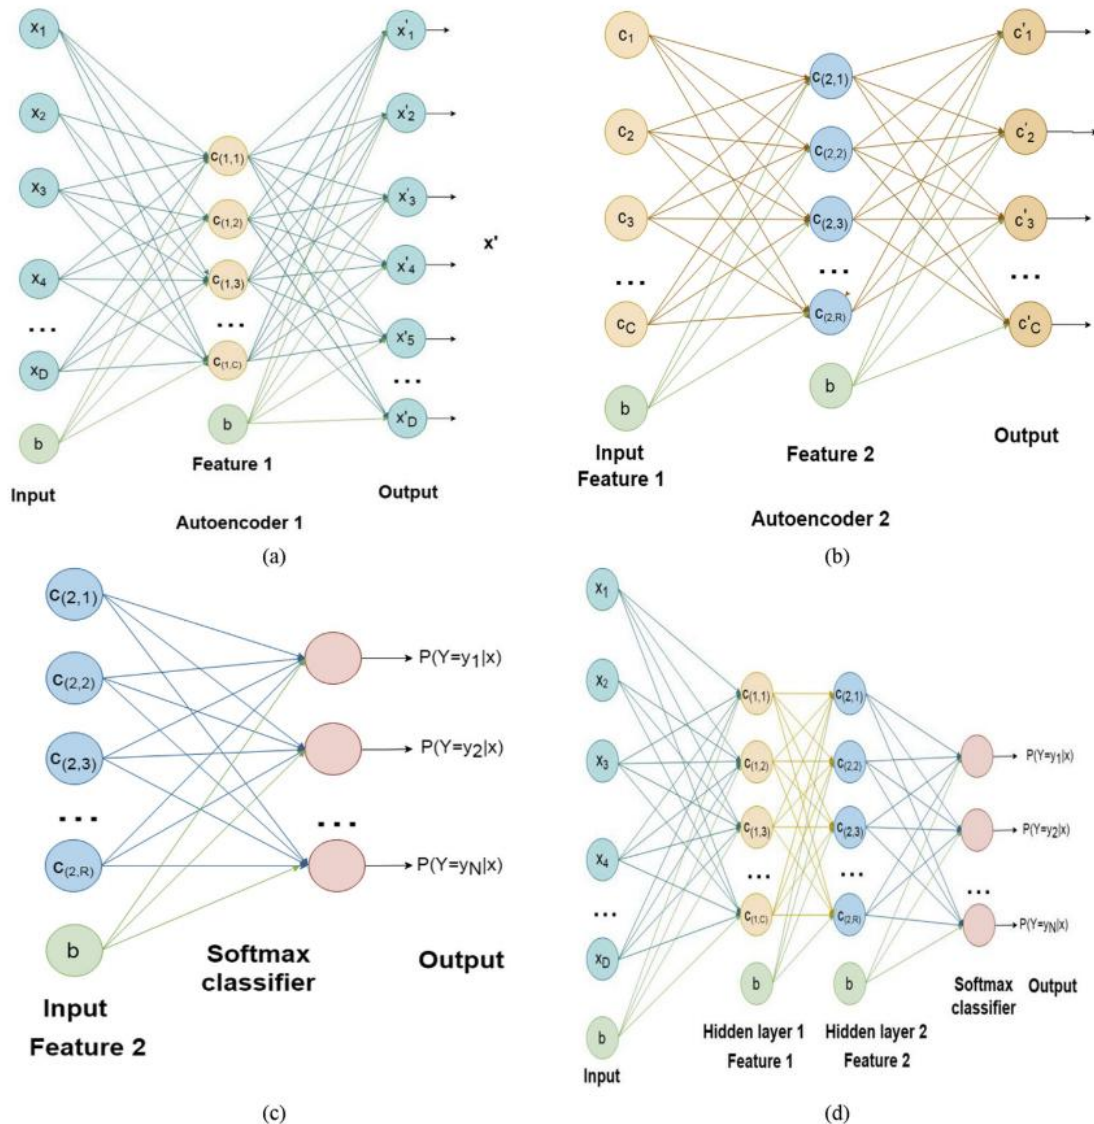 x1
x2
x3
x4
...
xD
b
Input
c(1,1)
c(1,2)
c(1,3)
...
c(1,C)
b
Feature 1
x'1
x'2
x'3
x'4
x'5
...
x'D
Output
x'
Autoencoder 1
(a)
c1
c2
c3
...
cC
b
Input
Feature 1
c(2,1)
c(2,2)
c(2,3)
...
c(2,R)
b
Feature 2
c'1
c'2
c'3
...
c'C
Output
Autoencoder 2
(b)
c(2,1)
c(2,2)
c(2,3)
...
c(2,R)
b
Input
Feature 2
...
Softmax
classifier
P(Y=y1|x)
P(Y=y2|x)
P(Y=yN|x)
Output
(c)
x1
x2
x3
x4
...
xD
b
Input
c(1,1)
c(1,2)
c(1,3)
...
c(1,C)
b
Hidden layer 1
Feature 1
c(2,1)
c(2,2)
c(2,3)
...
c(2,R)
b
Hidden layer 2
Feature 2
...
Softmax
classifier
P(Y=y1|x)
P(Y=y2|x)
P(Y=yN|x)
Output
(d)